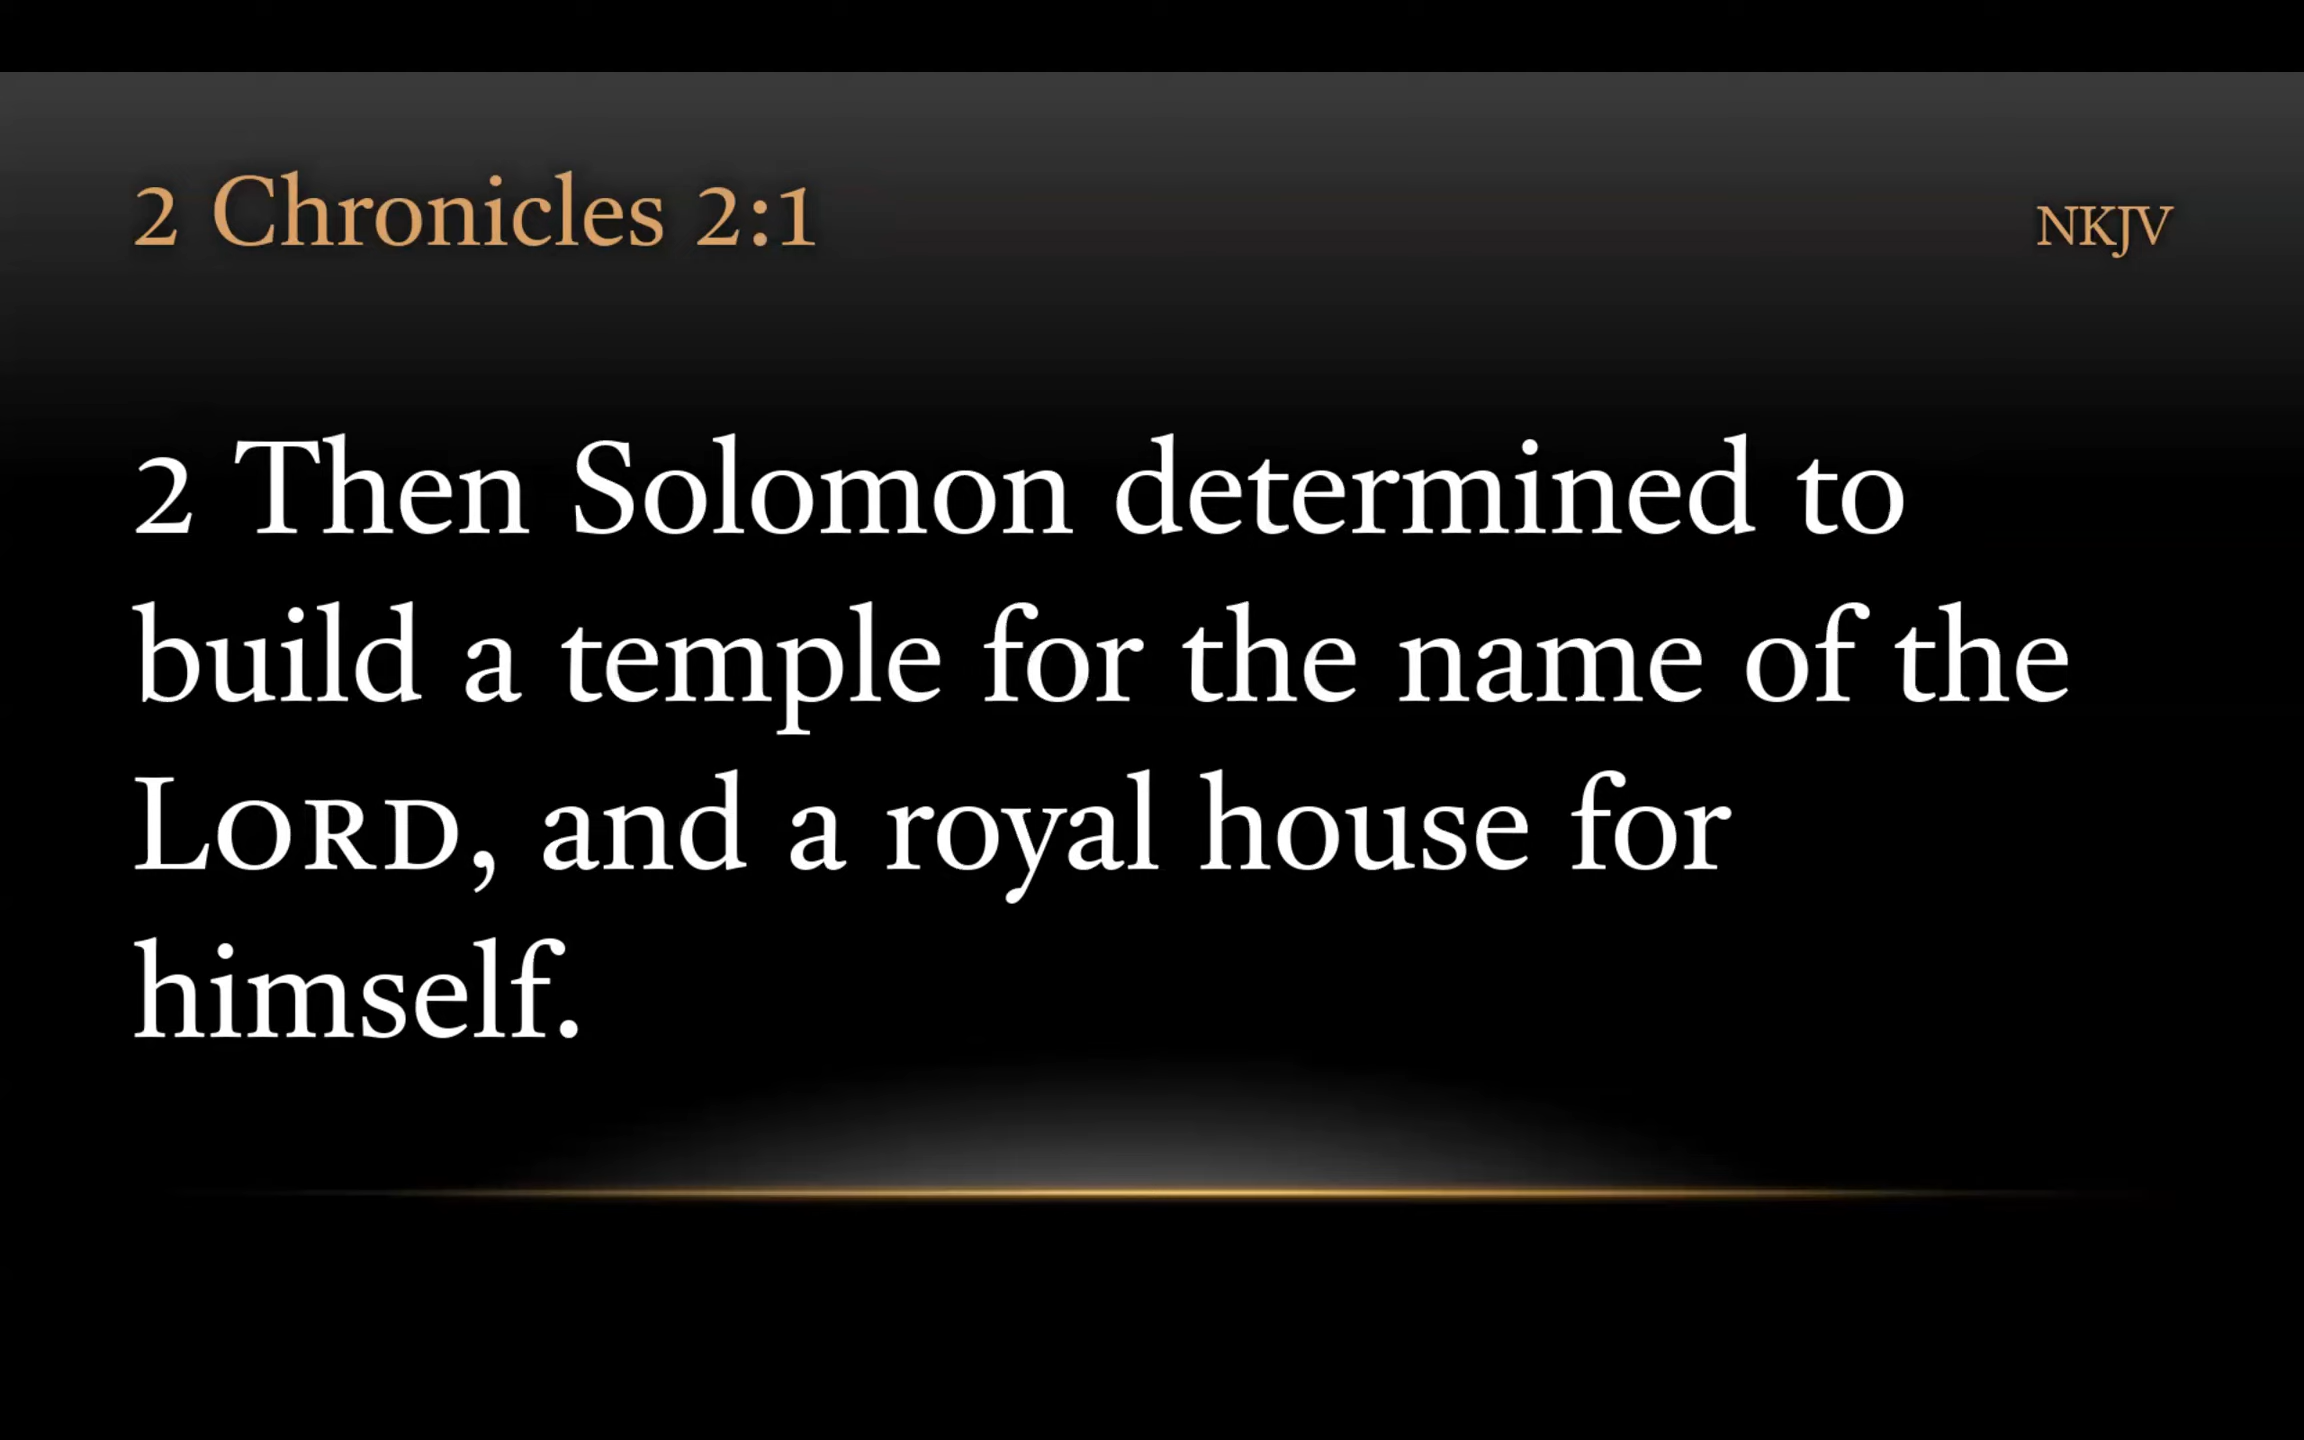 2 Chronicles 2:1 NKJV
2 Then Solomon determined to
build a temple for the name of the
LORD, and a royal house for
himself.